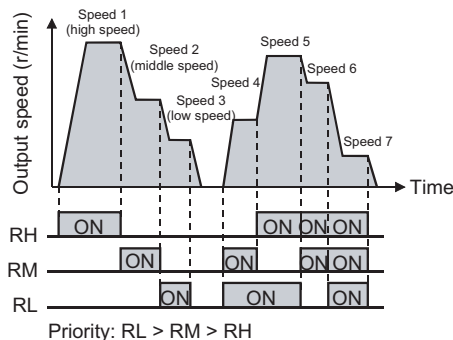 Output speed (r/min)
Speed 1
(high speed)
Speed 2
(middle speed)
Speed 3
(low speed)
Speed 4
Speed 5
Speed 6
Speed 7
Time
RH
ON
ON
ON
ON
RM
ON
ON
ON
ON
RL
ON
ON
ON
Priority: RL > RM > RH